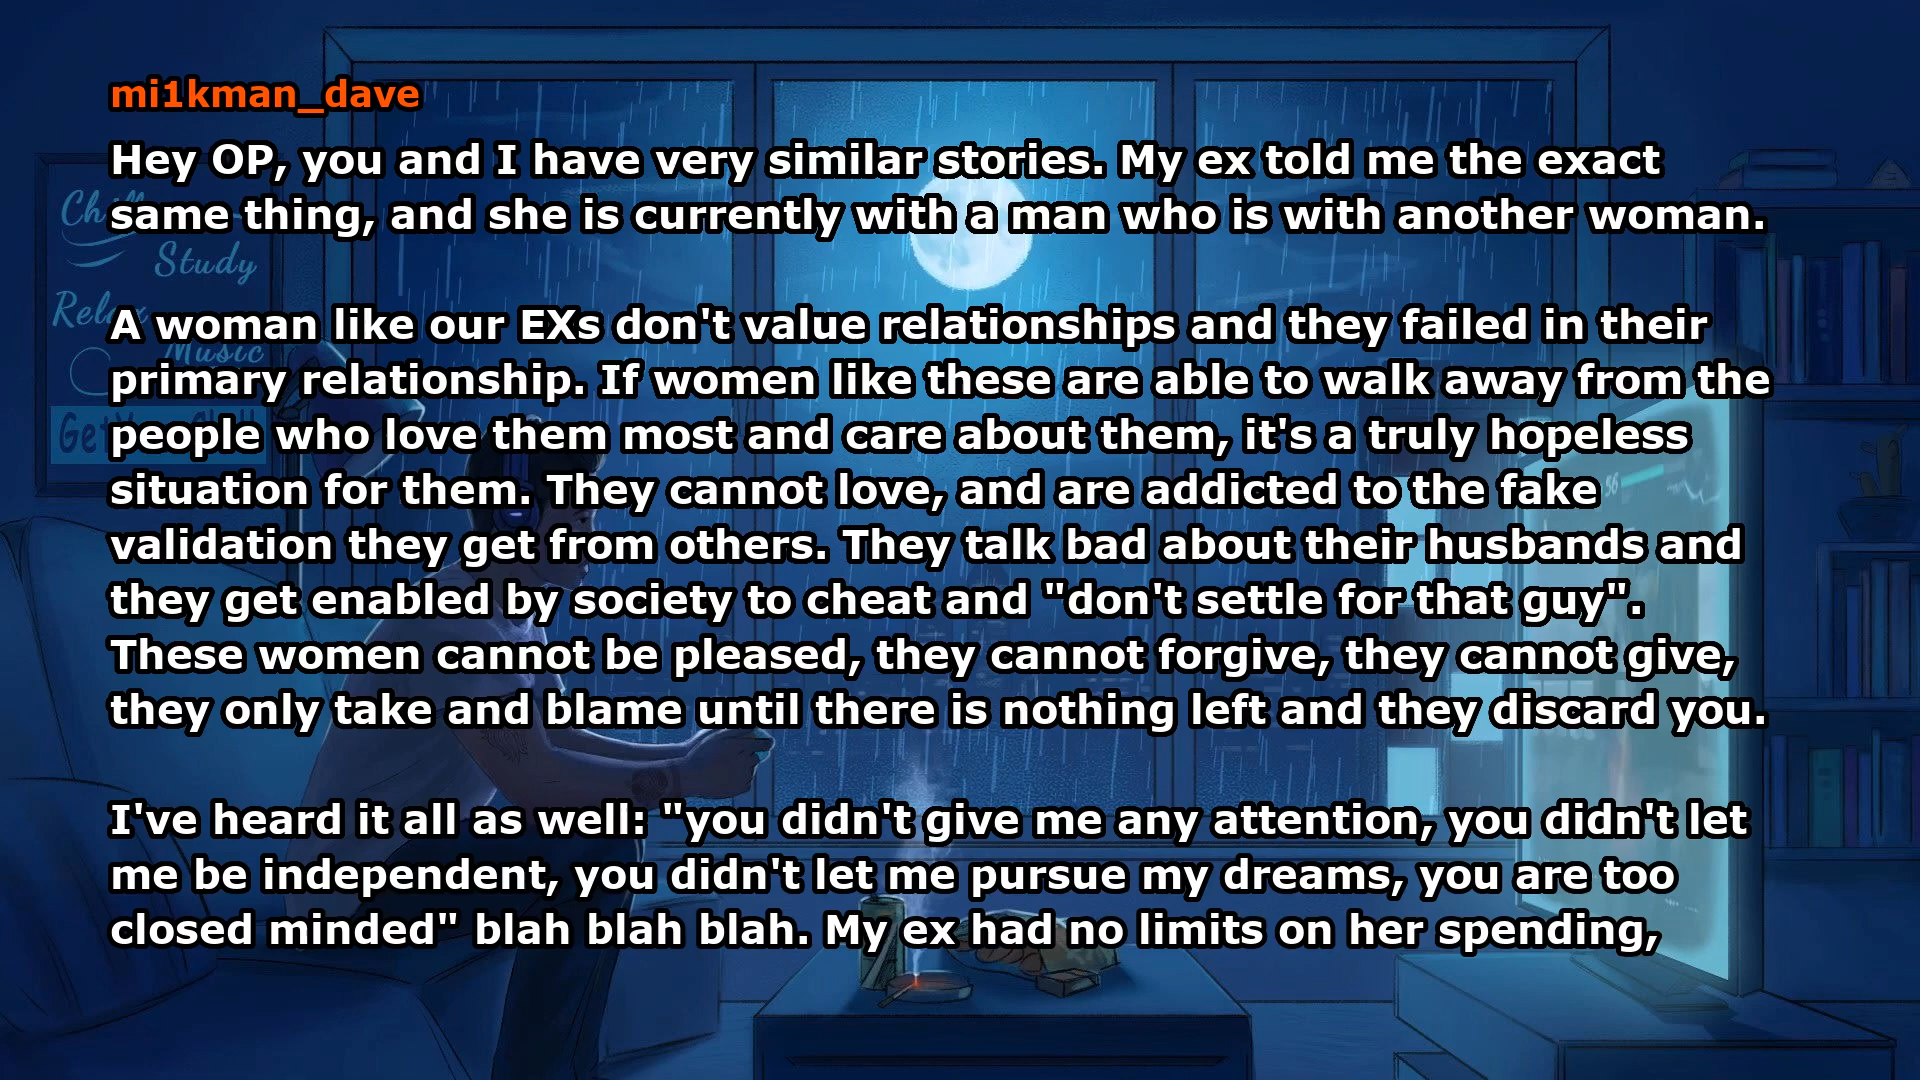 mi1kman_dave
Hey OP, you and I have very similar stories. My ex told me the exact
same thing, and she is currently with a man who is with another woman.
A woman like our EXs don't value relationships and they failed in their
primary relationship. If women like these are able to walk away from the
people who love them most and care about them, it's a truly hopeless
situation for them. They cannot love, and are addicted to the fake
validation they get from others. They talk bad about their husbands and
they get enabled by society to cheat and "don't settle for that guy".
These women cannot be pleased, they cannot forgive, they cannot give,
they only take and blame until there is nothing left and they discard you.
I've heard it all as well: "you didn't give me any attention, you didn't let
me be independent, you didn't let me pursue my dreams, you are too
closed minded" blah blah blah. My ex had no limits on her spending,
Study
Music
56